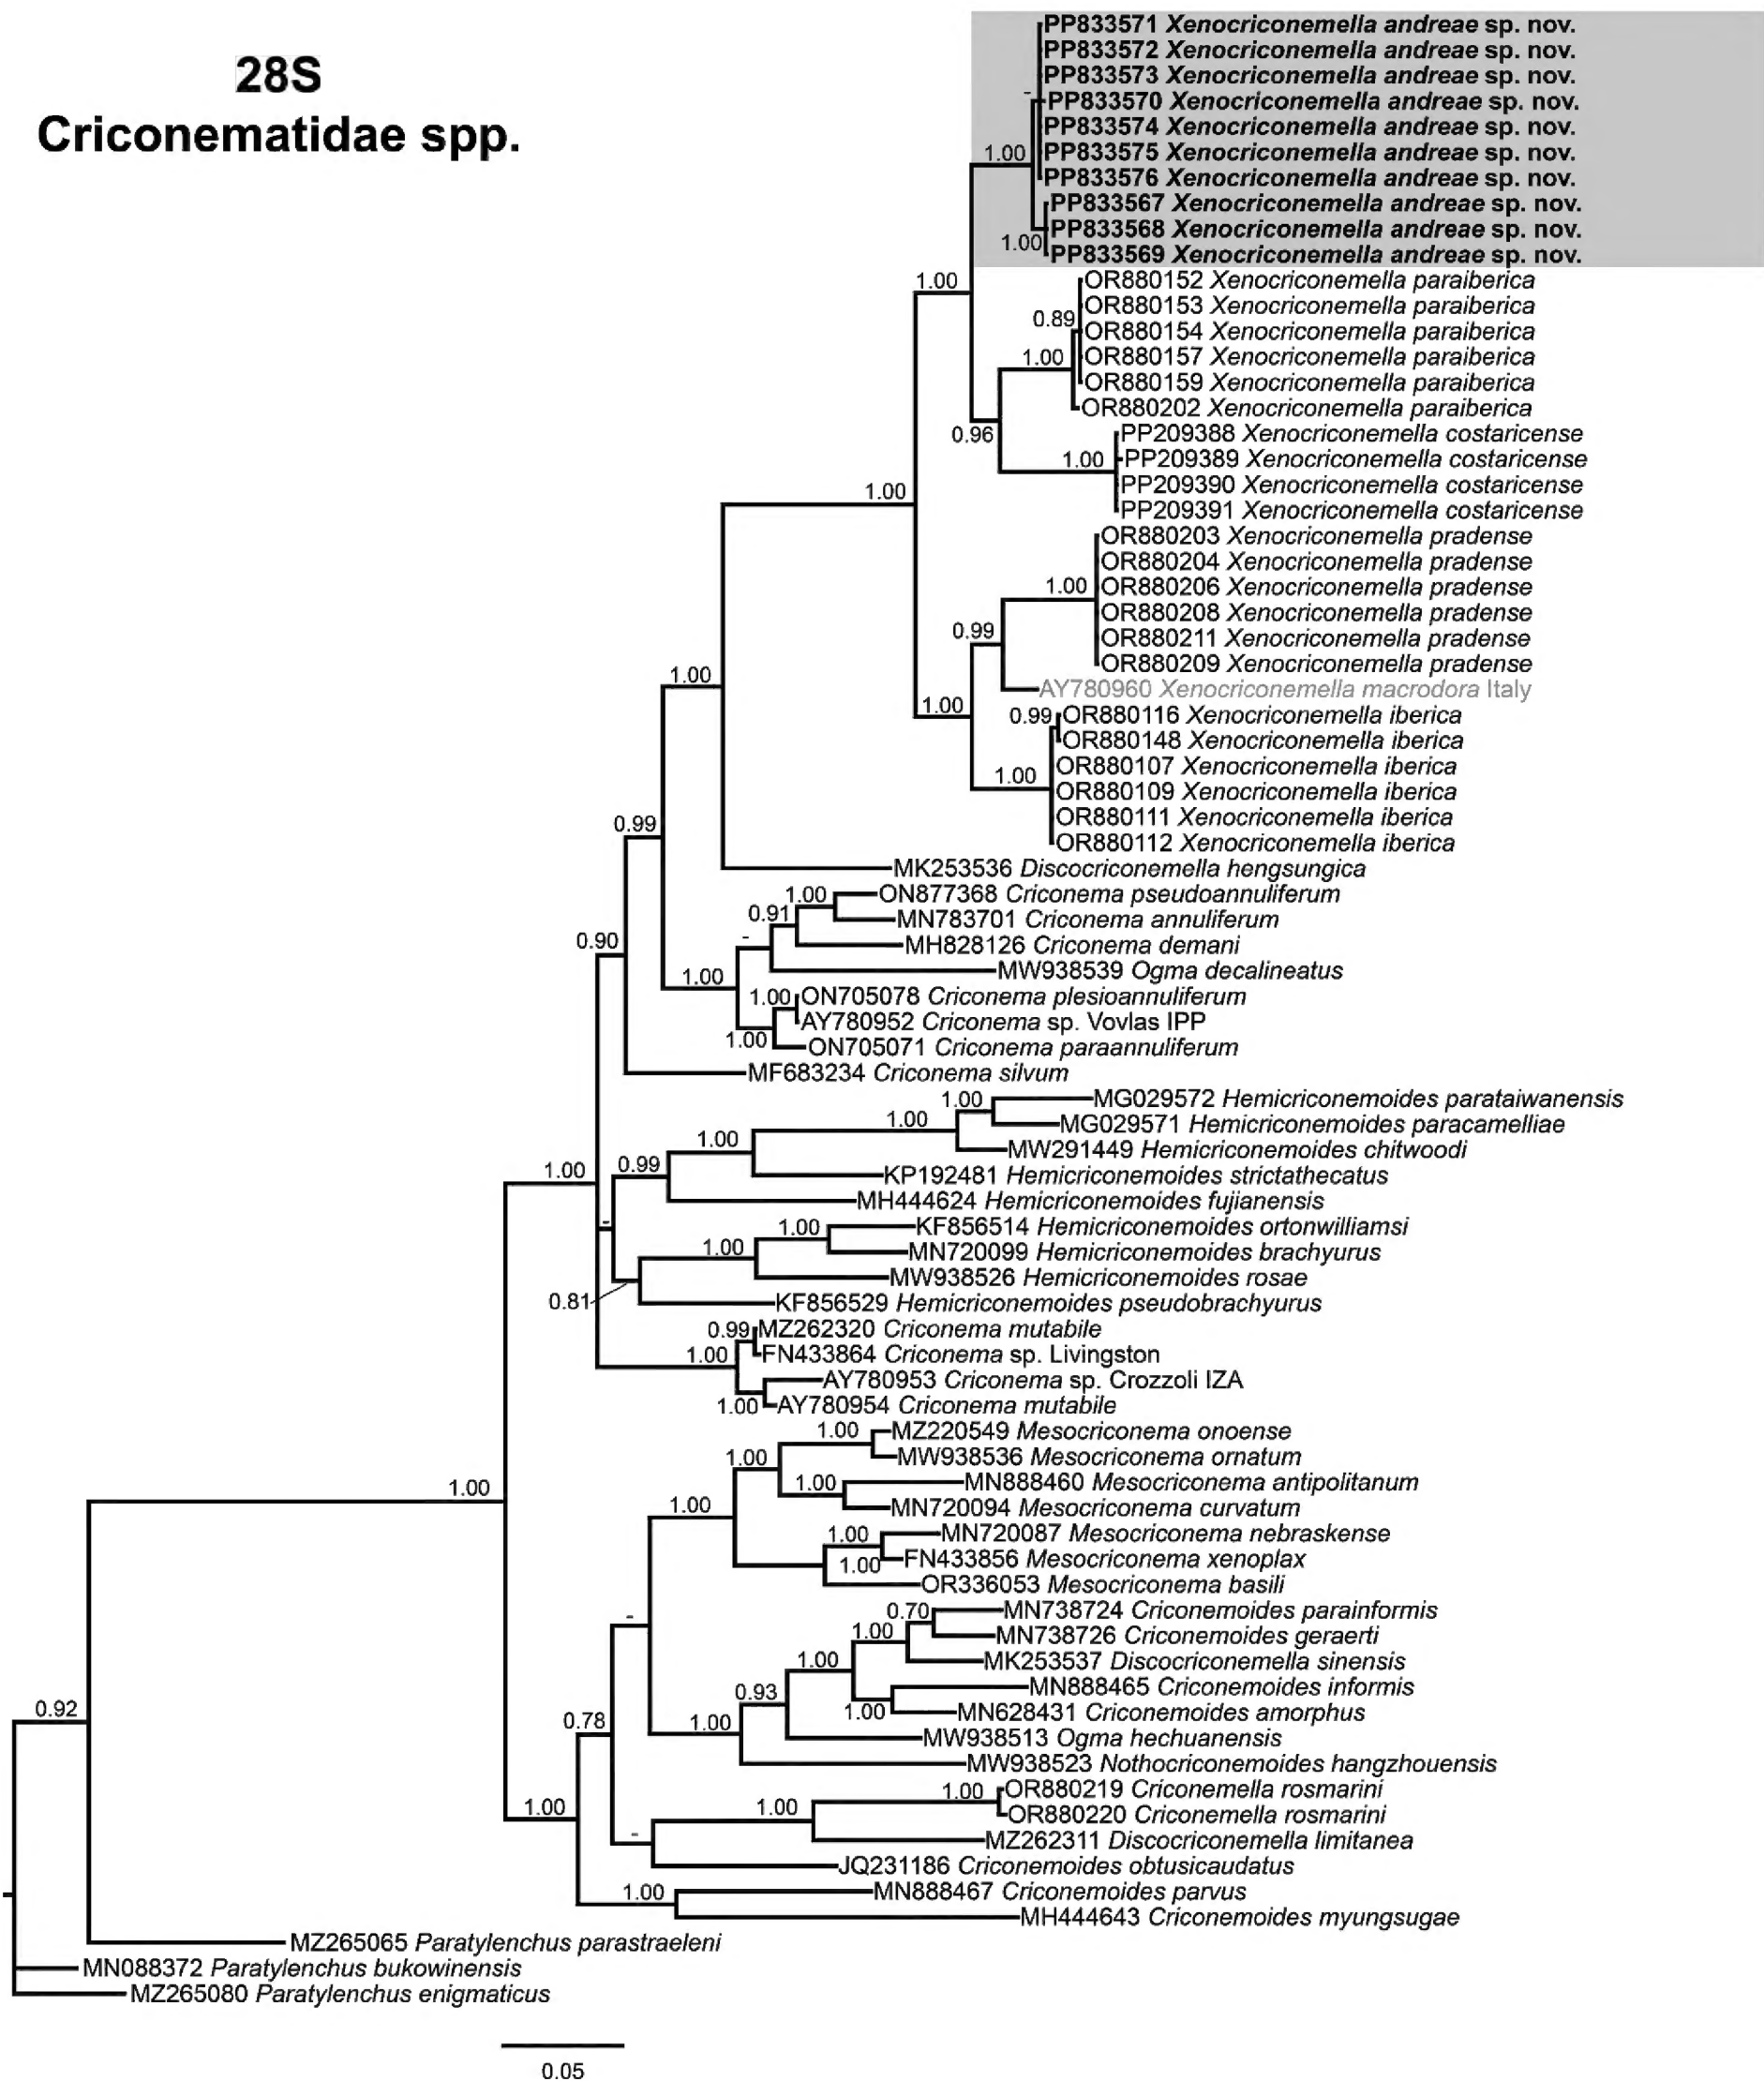 28S
Criconematidae spp.
PP833571 Xenocriconemella andreae sp. nov.
PP833572 Xenocriconemella andreae sp. nov.
PP833573 Xenocriconemella andreae sp. nov.
-
PP833570 Xenocriconemella andreae sp. nov.
PP833574 Xenocriconemella andreae sp. nov.
1.00
PP833575 Xenocriconemella andreae sp. nov.
PP833576 Xenocriconemella andreae sp. nov.
PP833567 Xenocriconemella andreae sp. nov.
PP833568 Xenocriconemella andreae sp. nov.
1.00
PP833569 Xenocriconemella andreae sp. nov.
1.00
OR880152 Xenocriconemella paraiberica
OR880153 Xenocriconemella paraiberica
0.89
OR880154 Xenocriconemella paraiberica
1.00
OR880157 Xenocriconemella paraiberica
OR880159 Xenocriconemella paraiberica
OR880202 Xenocriconemella paraiberica
0.96
PP209388 Xenocriconemella costaricense
1.00
PP209389 Xenocriconemella costaricense
PP209390 Xenocriconemella costaricense
1.00
PP209391 Xenocriconemella costaricense
OR880203 Xenocriconemella pradense
OR880204 Xenocriconemella pradense
1.00
OR880206 Xenocriconemella pradense
OR880208 Xenocriconemella pradense
0.99
OR880211 Xenocriconemella pradense
OR880209 Xenocriconemella pradense
1.00
AY780960 Xenocriconemella macrodora Italy
1.00
0.99
OR880116 Xenocriconemella iberica
OR880148 Xenocriconemella iberica
OR880107 Xenocriconemella iberica
1.00
OR880109 Xenocriconemella iberica
OR880111 Xenocriconemella iberica
0.99
OR880112 Xenocriconemella iberica
MK253536 Discocriconemella hengsungica
1.00
ON877368 Criconema pseudoannuliferum
0.91
MN783701 Criconema annuliferum
0.90
-
MH828126 Criconema demani
1.00
MW938539 Ogma decalineatus
1.00
ON705078 Criconema plesioannuliferum
AY780952 Criconema sp. Vovlas IPP
1.00
ON705071 Criconema paraannuliferum
MF683234 Criconema silvum
1.00
MG029572 Hemicriconemoides parataiwanensis
1.00
MG029571 Hemicriconemoides paracamelliae
1.00
MW291449 Hemicriconemoides chitwoodi
1.00
0.99
KP192481 Hemicriconemoides strictathecatus
MH444624 Hemicriconemoides fujianensis
-
1.00
KF856514 Hemicriconemoides ortonwilliamsi
1.00
MN720099 Hemicriconemoides brachyurus
MW938526 Hemicriconemoides rosae
0.81
KF856529 Hemicriconemoides pseudobrachyurus
0.99
MZ262320 Criconema mutabile
1.00
FN433864 Criconema sp. Livingston
AY780953 Criconema sp. Crozzoli IZA
1.00
AY780954 Criconema mutabile
1.00
MZ220549 Mesocriconema onoense
1.00
MW938536 Mesocriconema ornatum
1.00
1.00
MN888460 Mesocriconema antipolitanum
1.00
MN720094 Mesocriconema curvatum
1.00
MN720087 Mesocriconema nebraskense
1.00
FN433856 Mesocriconema xenoplax
OR336053 Mesocriconema basili
-
0.70
MN738724 Criconemoides parainformis
1.00
MN738726 Criconemoides geraerti
1.00
MK253537 Discocriconemella sinensis
0.93
MN888465 Criconemoides informis
0.92
1.00
MN628431 Criconemoides amorphus
0.78
1.00
MW938513 Ogma hechuanensis
MW938523 Nothocriconemoides hangzhouensis
1.00
OR880219 Criconemella rosmarini
1.00
1.00
OR880220 Criconemella rosmarini
-
MZ262311 Discocriconemella limitanea
JQ231186 Criconemoides obtusicaudatus
1.00
MN888467 Criconemoides parvus
MH444643 Criconemoides myungsugae
MZ265065 Paratylenchus parastraeleni
MN088372 Paratylenchus bukowinensis
MZ265080 Paratylenchus enigmaticus
0.05